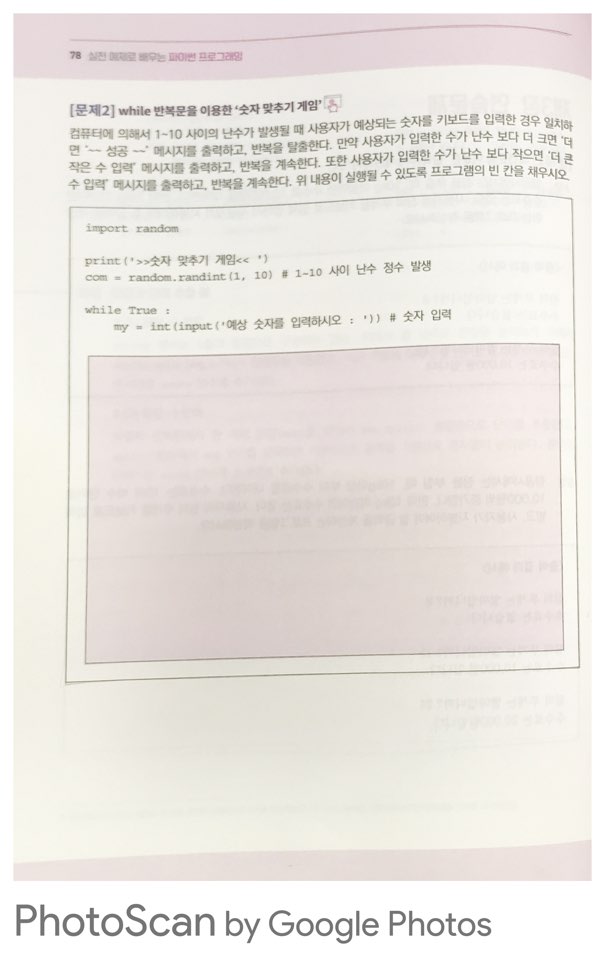 78 실전 예제로 배우는 파이썬 프로그래밍
[문제2] while 반복문을 이용한 '숫자 맞추기 게임'
컴퓨터에 의해서 1~10 사이의 난수가 발생될 때 사용자가 예상되는 숫자를 키보드를 입력한 경우 일치하
면 '~~ 성공 ~~' 메시지를 출력하고, 반복을 탈출한다. 만약 사용자가 입력한 수가 난수 보다 더 크면 '더
작은 수 입력' 메시지를 출력하고, 반복을 계속한다. 또한 사용자가 입력한 수가 난수 보다 작으면 '더 큰
수 입력' 메시지를 출력하고, 반복을 계속한다. 위 내용이 실행될 수 있도록 프로그램의 빈 칸을 채우시오.
import random
print('>>숫자 맞추기 게임<< ')
com = random.randint(1, 10) # 1~10 사이 난수 정수 발생
while True :
my = int(input('예상 숫자를 입력하시오 : ')) # 숫자 입력
PhotoScan by Google Photos